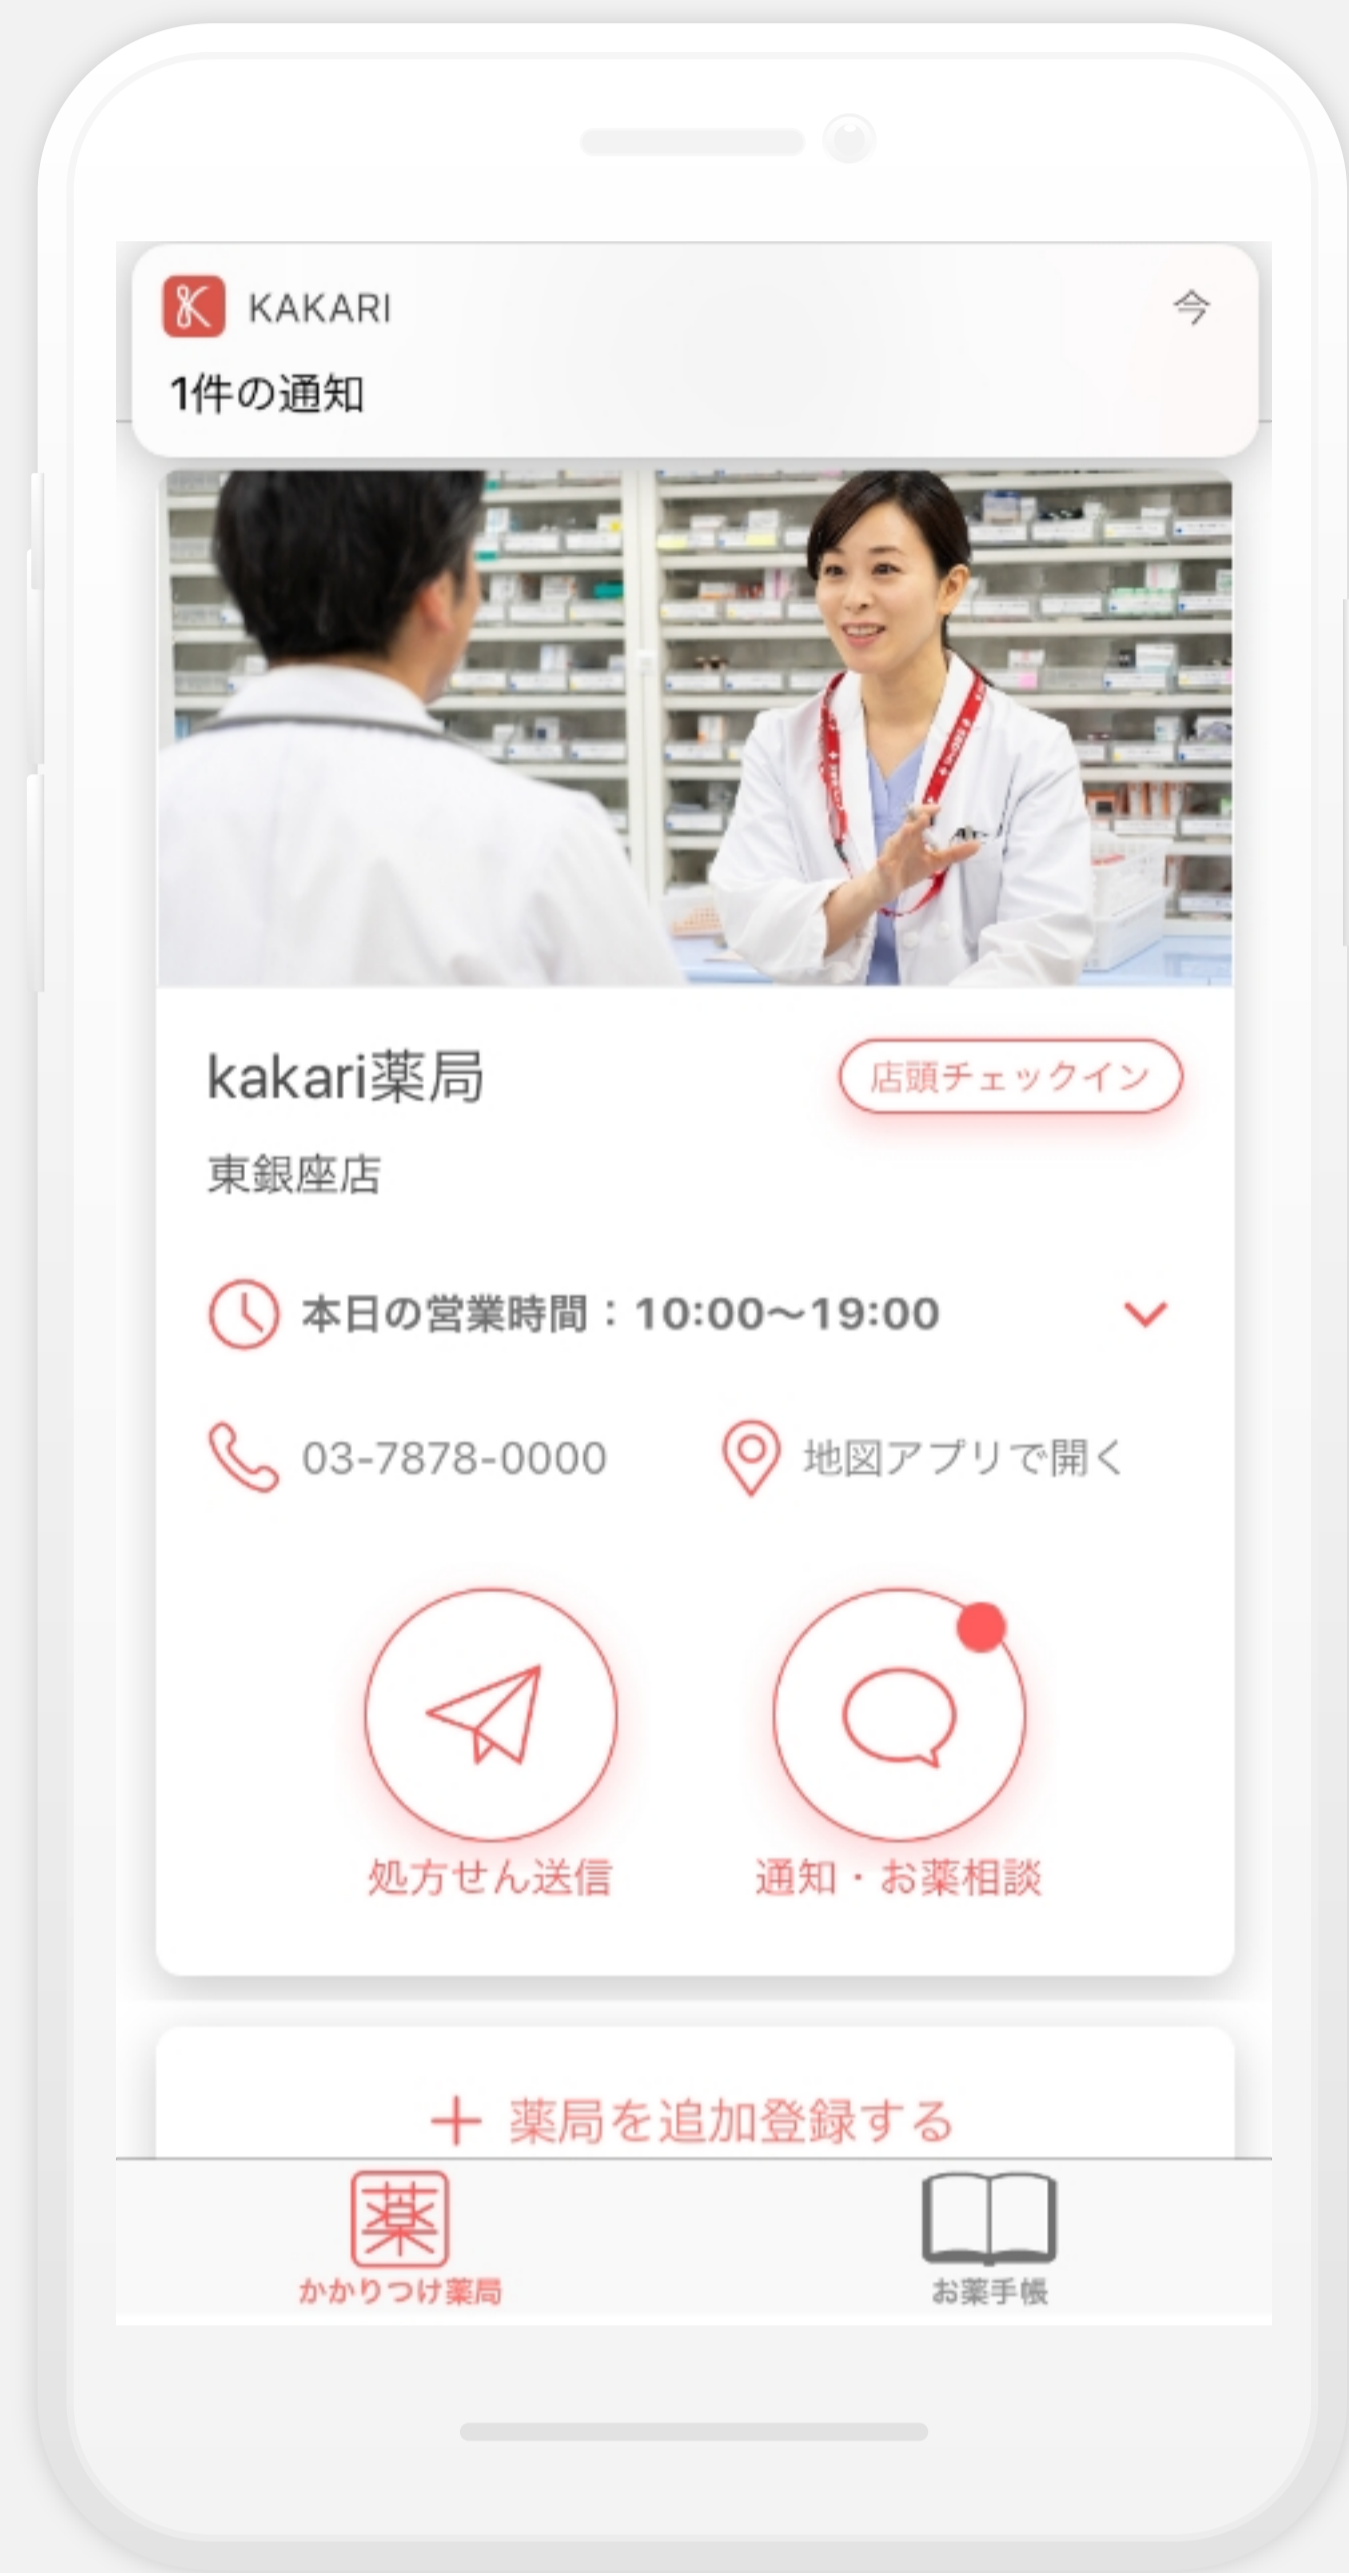 KAKARI
今
1件の通知
kakari薬局
店頭チェックイン
東銀座店
本日の営業時間：10:00〜19:00
03-7878-0000
地図アプリで開く
処方せん送信
通知・お薬相談
薬局を追加登録する
薬
かかりつけ薬局
お薬手帳